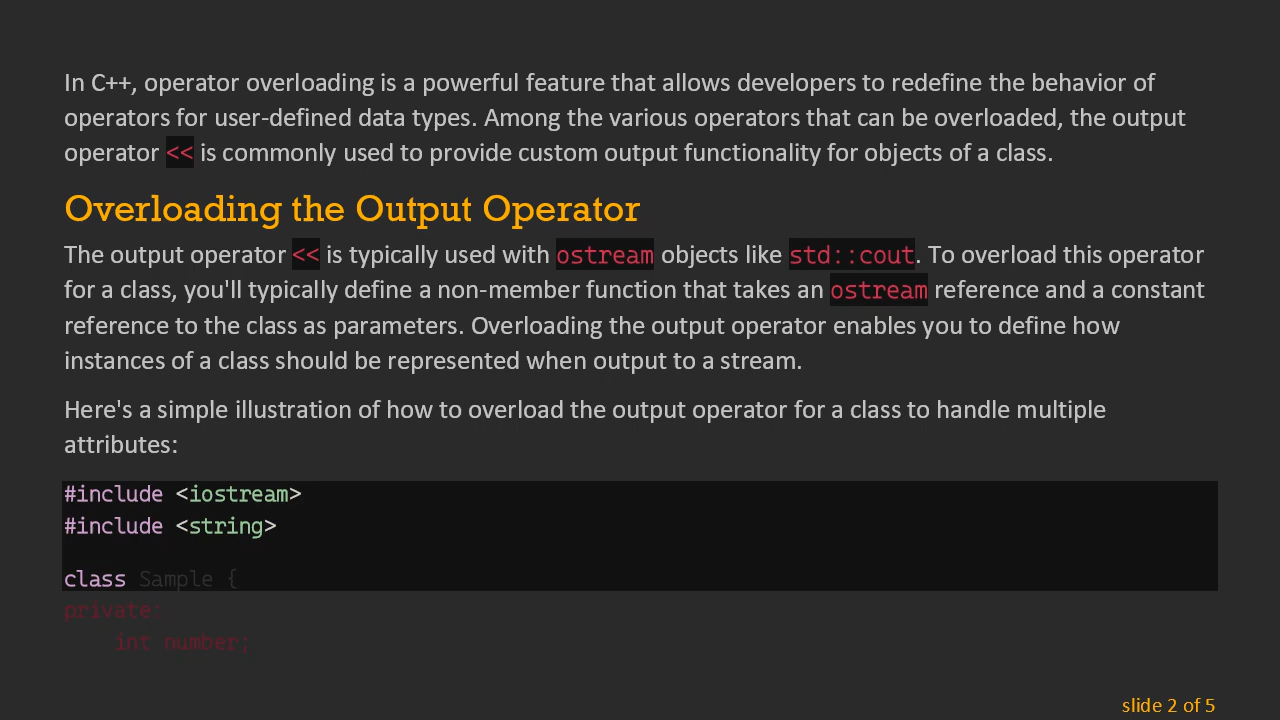 In C++, operator overloading is a powerful feature that allows developers to redefine the behavior of
operators for user-defined data types. Among the various operators that can be overloaded, the output
operator << is commonly used to provide custom output functionality for objects of a class.
Overloading the Output Operator
The output operator << is typically used with ostream objects like std::cout. To overload this operator
for a class, you'll typically define a non-member function that takes an ostream reference and a constant
reference to the class as parameters. Overloading the output operator enables you to define how
instances of a class should be represented when output to a stream.
Here's a simple illustration of how to overload the output operator for a class to handle multiple
attributes:
#include <iostream>
#include <string>
class Sample {
private:
    int number;
slide 2 of 5